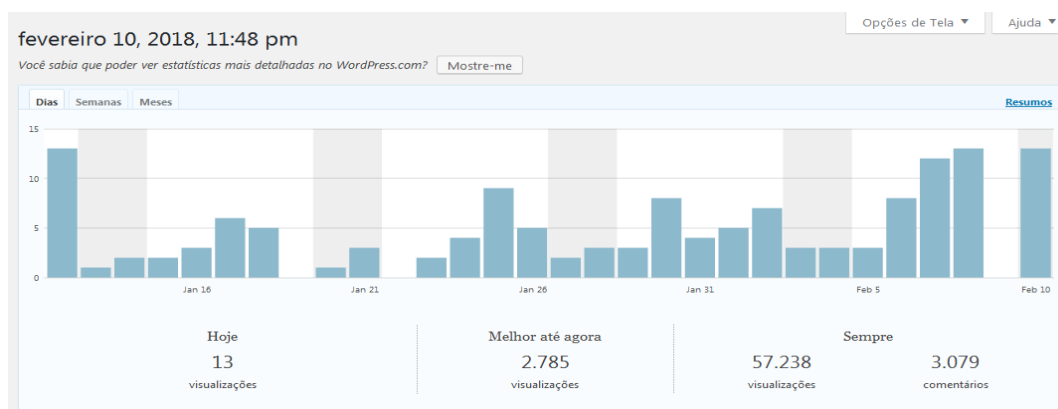 Opções de Tela ▼ Ajuda ▼
fevereiro 10, 2018, 11:48 pm
Você sabia que poder ver estatísticas mais detalhadas no WordPress.com? Mostre-me
Dias Semanas Meses Resumos
15
10
5
0
Jan 16 Jan 21 Jan 26 Jan 31 Feb 5 Feb 10
Hoje Melhor até agora Sempre
13 2.785 57.238 3.079
visualizações visualizações visualizações comentários